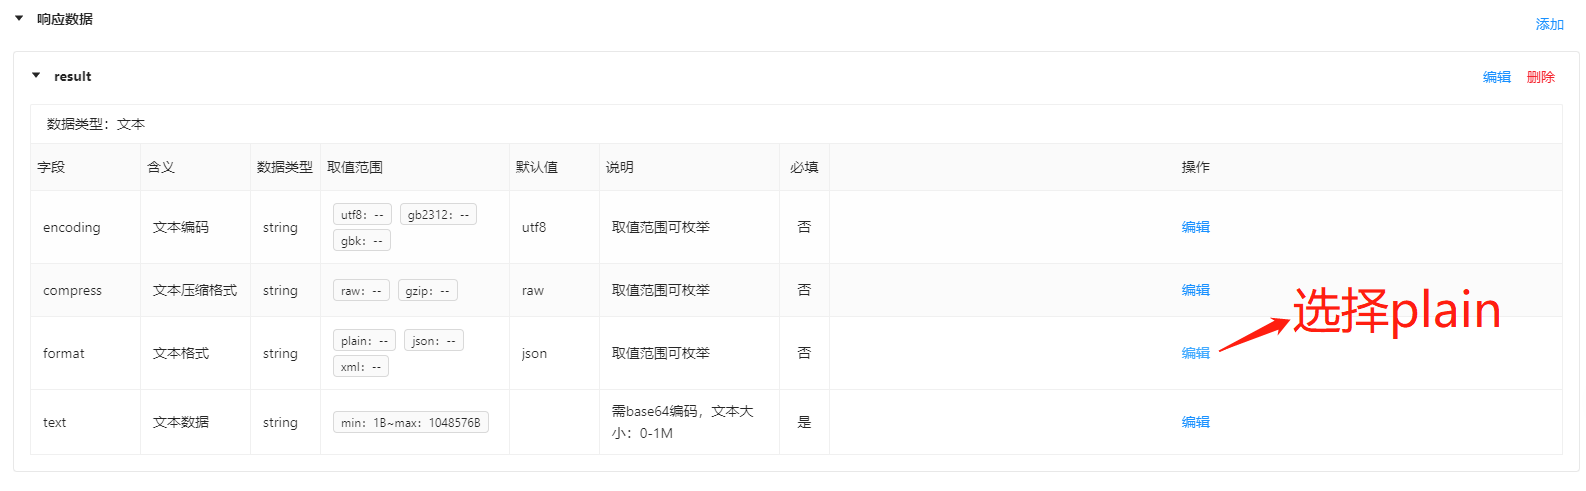 响应数据
添加
result
编辑 删除
数据类型：文本
字段 含义 数据类型 取值范围 默认值 说明 必填 操作
encoding 文本编码 string utf8：-- gb2312：-- gbk：-- utf8 取值范围可枚举 否 编辑
compress 文本压缩格式 string raw：-- gzip：-- raw 取值范围可枚举 否 编辑
选择plain
format 文本格式 string plain：-- json：-- xml：-- json 取值范围可枚举 否 编辑
text 文本数据 string min：1B~max：1048576B 需base64编码，文本大
小：0-1M 是 编辑